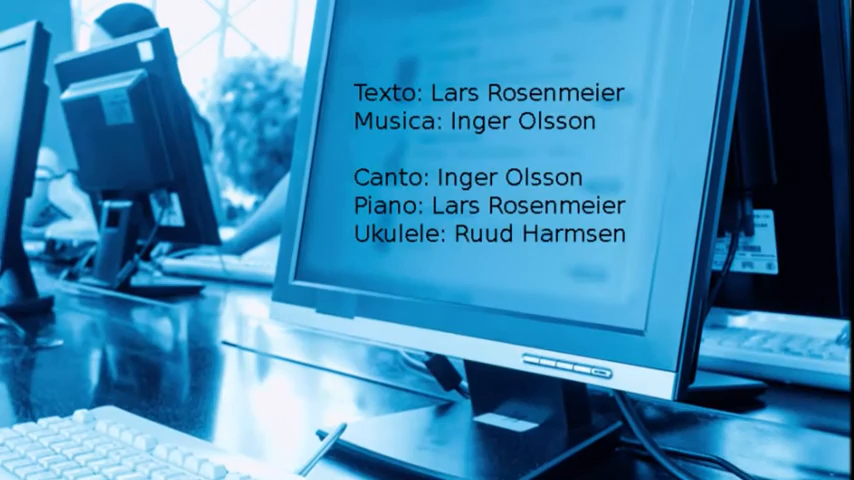 Texto: Lars Rosenmeier
Musica: Inger Olsson
Canto: Inger Olsson
Piano: Lars Rosenmeier
Ukulele: Ruud Harmsen